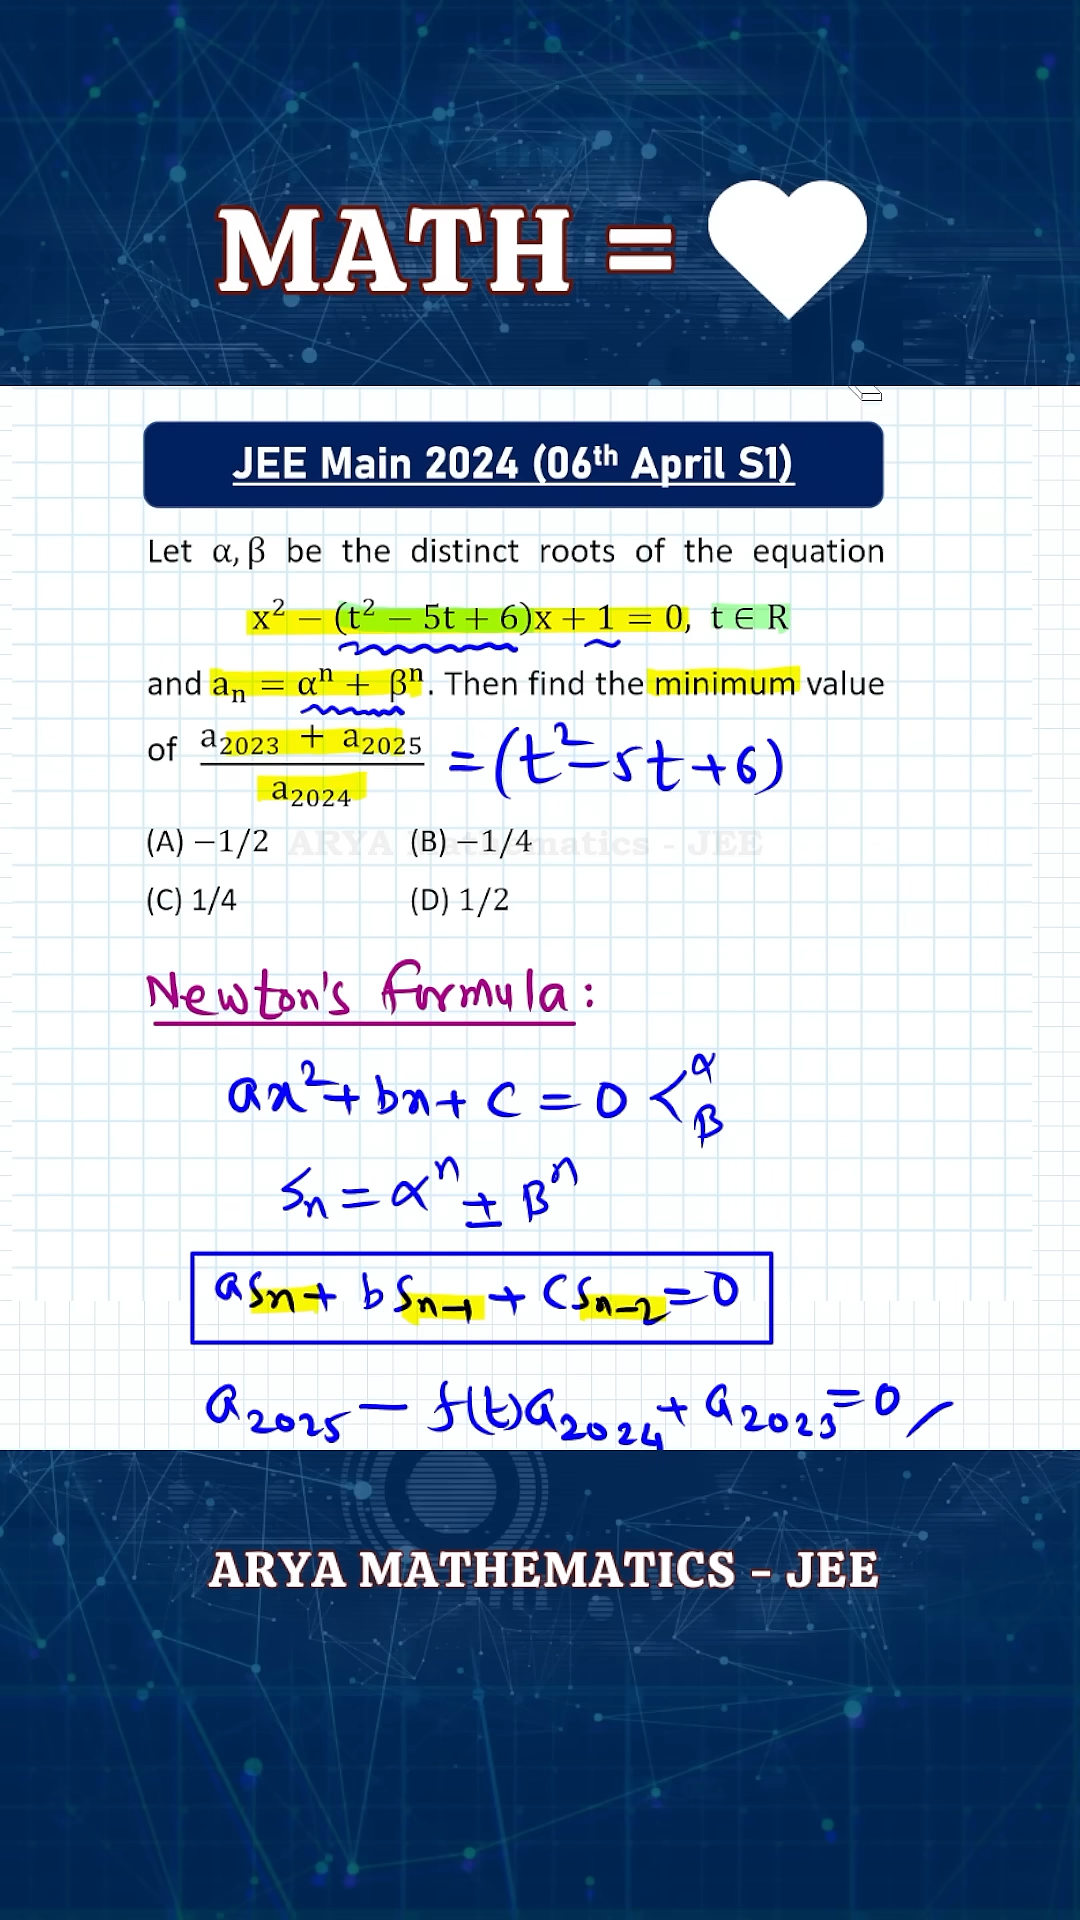 MATH =
JEE Main 2024 (06th April S1)
Let α, β be the distinct roots of the equation
x² − (t² − 5t + 6)x + 1 = 0, t ∈ R
and aₙ = αⁿ + βⁿ. Then find the minimum value
of (a₂₀₂₃ + a₂₀₂₅)/a₂₀₂₄ = (t² − 5t + 6)
(A) −1/2 (B) −1/4
ARYA Mathematics - JEE
(C) 1/4 (D) 1/2
Newton's formula:
ax² + bx + c = 0 < α β
Sₙ = αⁿ ± βⁿ
aSₙ + bSₙ₋₁ + cSₙ₋₂ = 0
a₂₀₂₅ − f(t)a₂₀₂₄ + a₂₀₂₃ = 0
ARYA MATHEMATICS - JEE